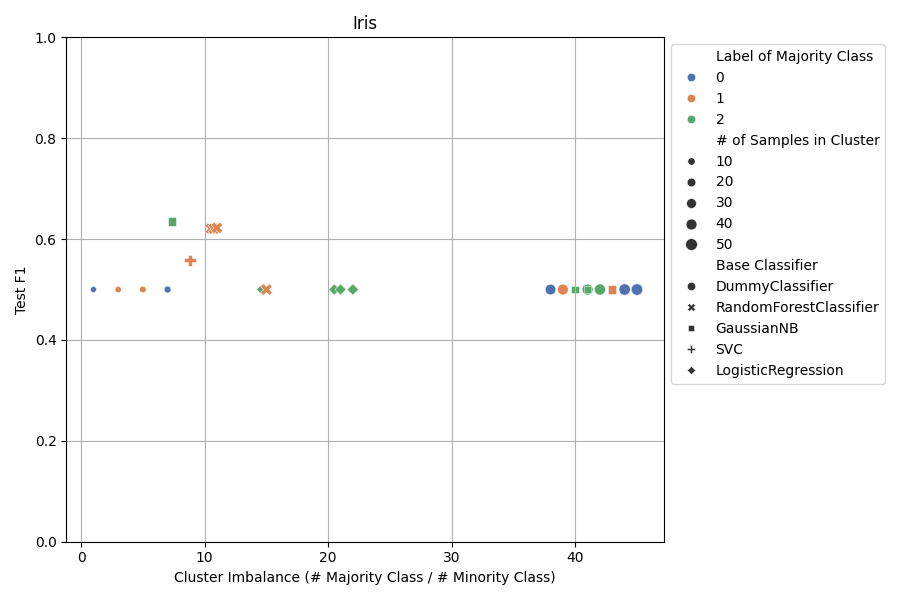 Iris
1.0
0.8
0.6
0.4
0.2
0.0
Test F1
0
10
20
30
40
Cluster Imbalance (# Majority Class / # Minority Class)
Label of Majority Class
0
1
2
# of Samples in Cluster
10
20
30
40
50
Base Classifier
DummyClassifier
RandomForestClassifier
GaussianNB
SVC
LogisticRegression